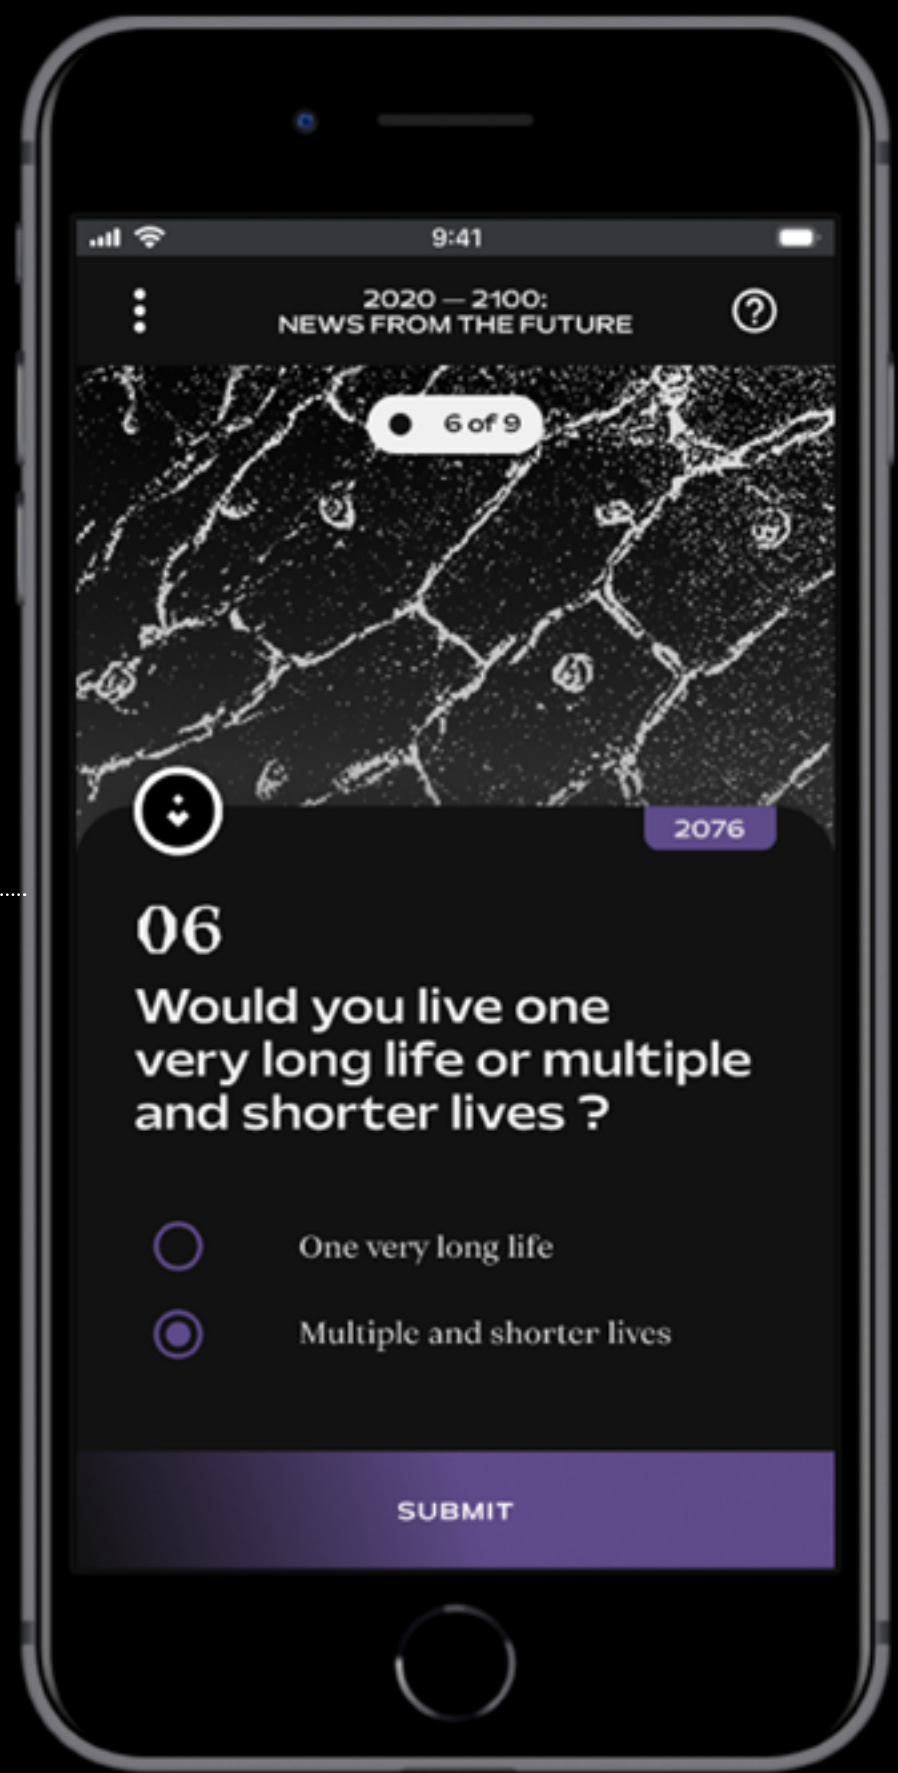 9:41
2020 — 2100:
NEWS FROM THE FUTURE
6 of 9
2076
06
Would you live one
very long life or multiple
and shorter lives ?
One very long life
Multiple and shorter lives
SUBMIT